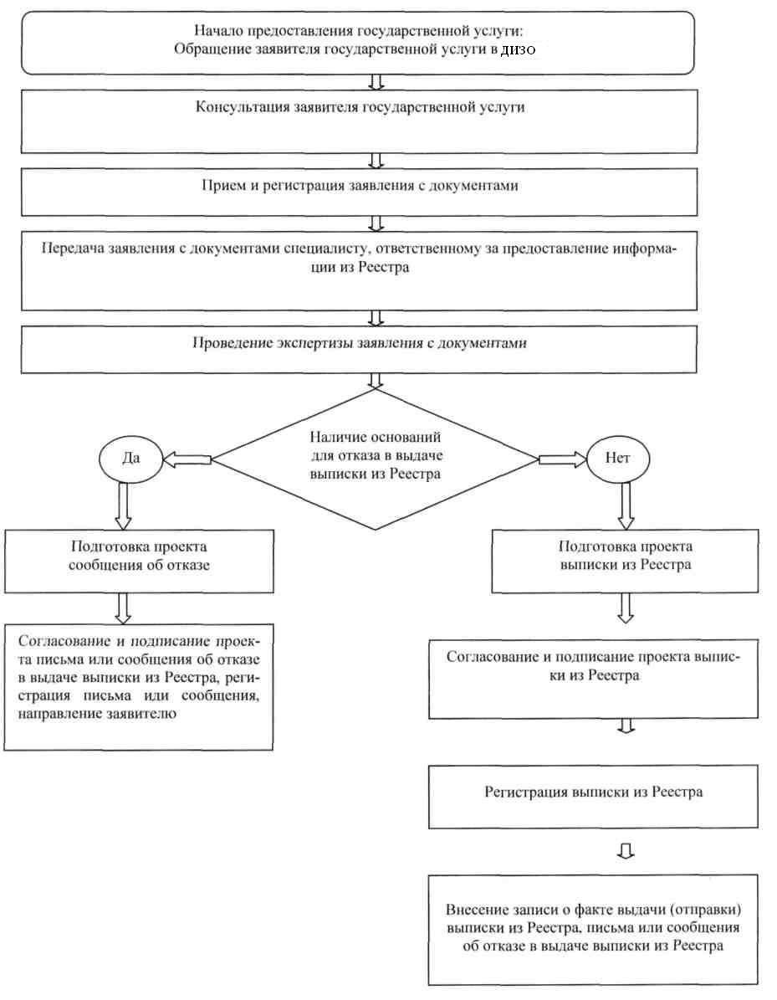 Начало предоставления государственной услуги:
Обращение заявителя государственной услуги в ДИЗО
Консультация заявителя государственной услуги
Прием и регистрация заявления с документами
Передача заявления с документами специалисту, ответственному за предоставление информа-
ции из Реестра
Проведение экспертизы заявления с документами
Наличие оснований
для отказа в выдаче
выписки из Реестра
Да
Нет
Подготовка проекта
сообщения об отказе
Подготовка проекта
выписки из Реестра
Согласование и подписание проек-
та письма или сообщения об отказе
в выдаче выписки из Реестра, реги-
страция письма иди сообщения,
направление заявителю
Согласование и подписание проекта выпис-
ки из Реестра
Регистрация выписки из Реестра
Внесение записи о факте выдачи (отправки)
выписки из Реестра, письма или сообщения
об отказе в выдаче выписки из Реестра